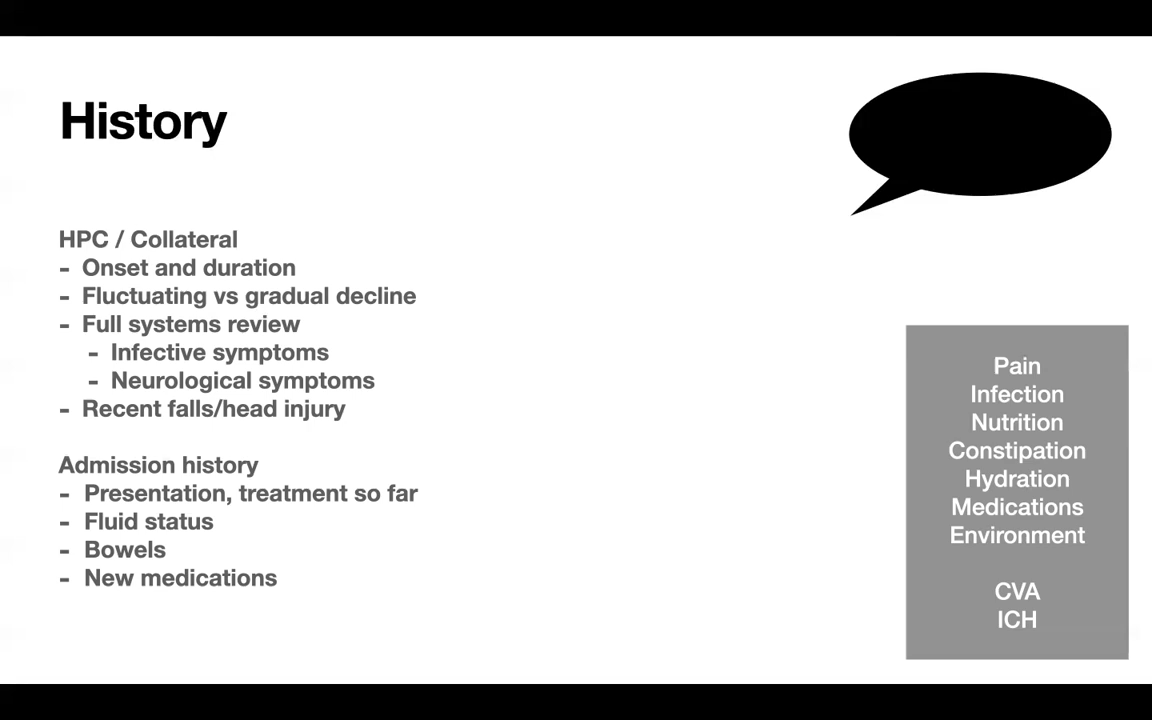 History
HPC / Collateral
- Onset and duration
- Fluctuating vs gradual decline
- Full systems review
- Infective symptoms
- Neurological symptoms
- Recent falls/head injury
Admission history
- Presentation, treatment so far
- Fluid status
- Bowels
- New medications
Pain
Infection
Nutrition
Constipation
Hydration
Medications
Environment
CVA
ICH